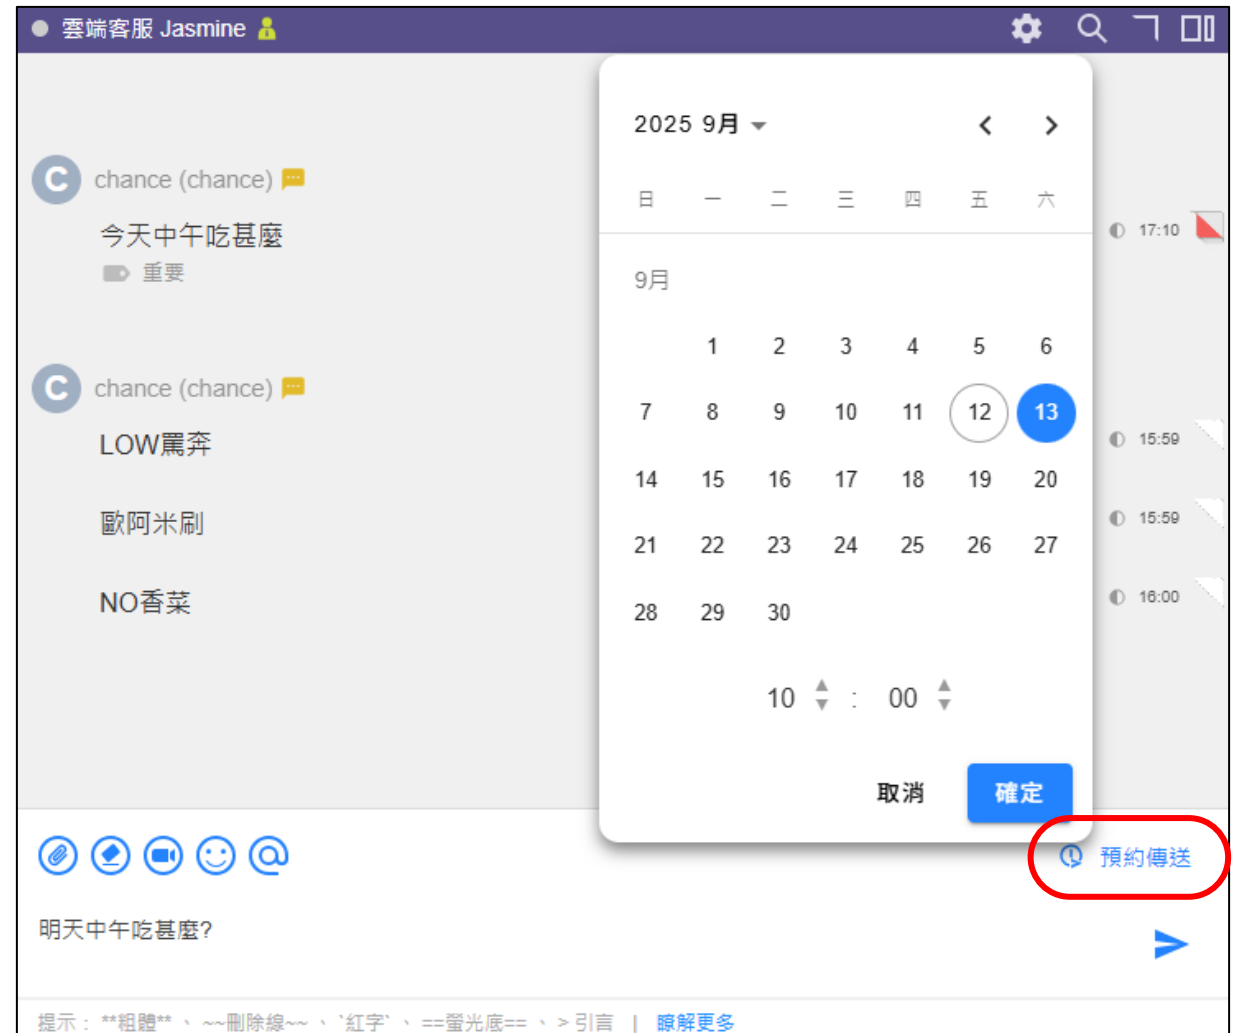 雲端客服 Jasmine
2025 9月
日 一 二 三 四 五 六
9月
1 2 3 4 5 6
7 8 9 10 11 12 13
14 15 16 17 18 19 20
21 22 23 24 25 26 27
28 29 30
10 : 00
取消 確定
C chance (chance)
今天中午吃甚麼
17:10
重要
C chance (chance)
LOW罵奔
15:59
歐阿米刷
15:59
NO香菜
16:00
預約傳送
明天中午吃甚麼?
提示： **粗體** 、 ~~刪除線~~ 、 `紅字` 、 ==螢光底== 、 > 引言 | 瞭解更多